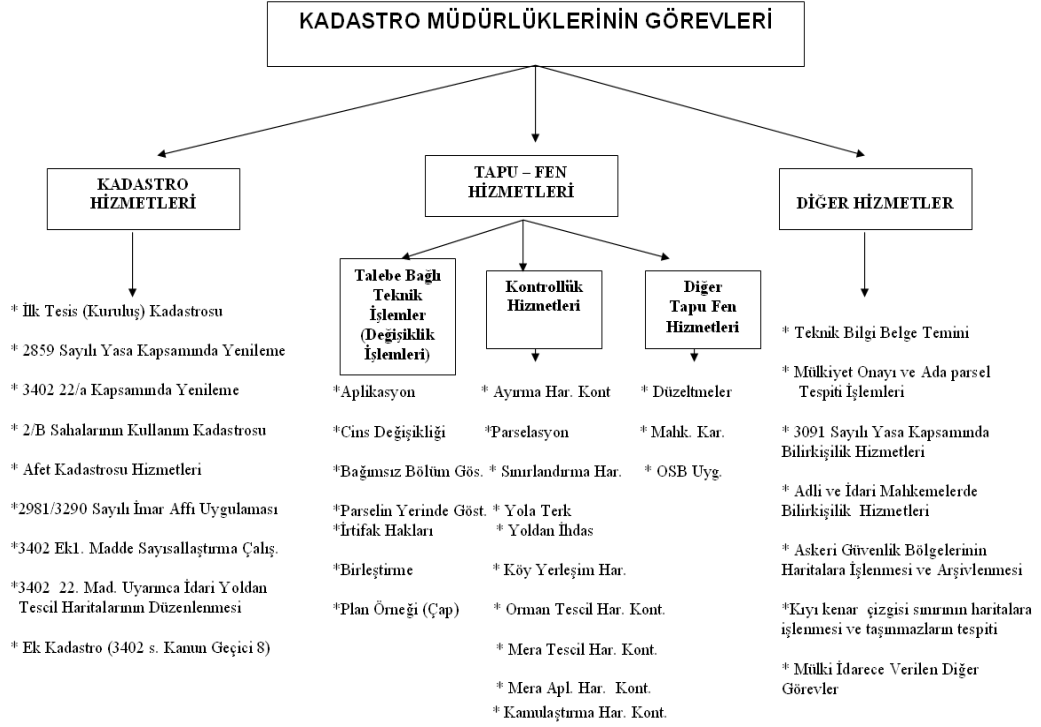 KADASTRO MÜDÜRLÜKLERİNİN GÖREVLERİ
KADASTRO
HİZMETLERİ
* İlk Tesis (Kuruluş) Kadastrosu
* 2859 Sayılı Yasa Kapsamında Yenileme
* 3402 22/a Kapsamında Yenileme
* 2/B Sahalarının Kullanım Kadastrosu
* Afet Kadastrosu Hizmetleri
*2981/3290 Sayılı İmar Affı Uygulaması
*3402 Ek1. Madde Sayısallaştırma Çalış.
*3402 22. Mad. Uyarınca İdari Yoldan
Tescil Haritalarının Düzenlenmesi
* Ek Kadastro (3402 s. Kanun Geçici 8)
TAPU – FEN
HİZMETLERİ
Talebe Bağlı
Teknik
İşlemler
(Değişiklik
İşlemleri)
*Aplikasyon
*Cins Değişikliği
*Bağımsız Bölüm Gös.
*Parselin Yerinde Göst.
*İrtifak Hakları
*Birleştirme
*Plan Örneği (Çap)
Kontrollük
Hizmetleri
* Ayırma Har. Kont
*Parselasyon
* Sınırlandırma Har.
* Yola Terk
* Yoldan İhdas
* Köy Yerleşim Har.
* Orman Tescil Har. Kont.
* Mera Tescil Har. Kont.
* Mera Apl. Har. Kont.
* Kamulaştırma Har. Kont.
Diğer
Tapu Fen
Hizmetleri
* Düzeltmeler
* Mahk. Kar.
* OSB Uyg.
DİĞER HİZMETLER
* Teknik Bilgi Belge Temini
* Mülkiyet Onayı ve Ada parsel
Tespiti İşlemleri
* 3091 Sayılı Yasa Kapsamında
Bilirkişilik Hizmetleri
* Adli ve İdari Mahkemelerde
Bilirkişilik Hizmetleri
* Askeri Güvenlik Bölgelerinin
Haritalara İşlenmesi ve Arşivlenmesi
*Kıyı kenar çizgisi sınırının haritalara
işlenmesi ve taşınmazların tespiti
* Mülki İdarece Verilen Diğer
Görevler